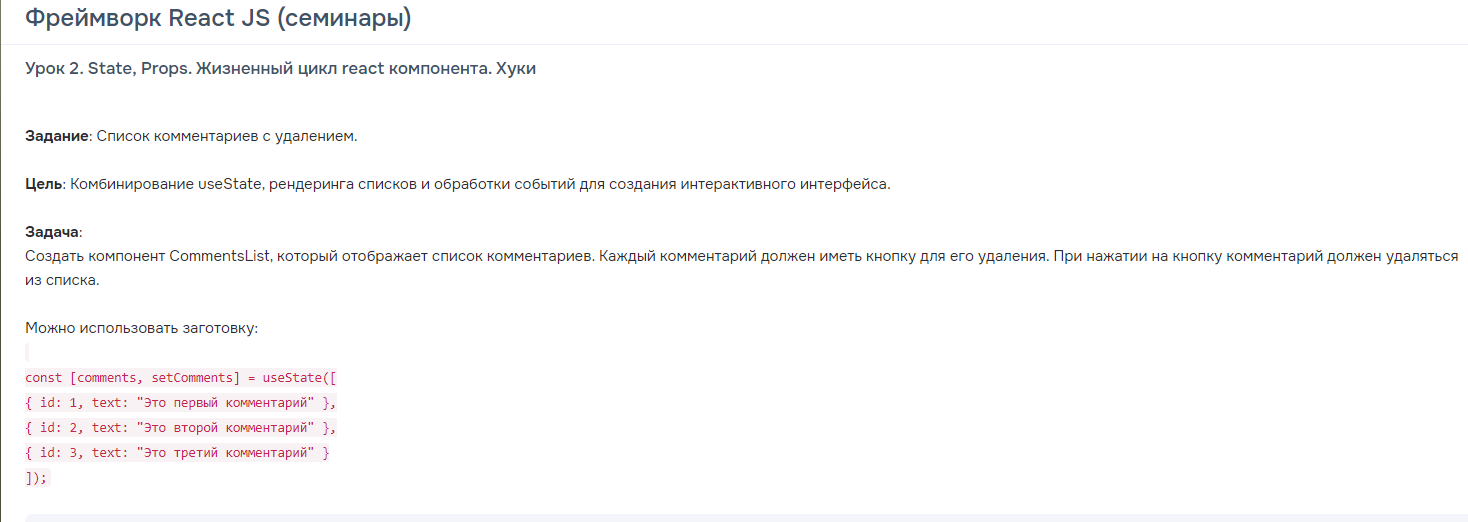 Фреймворк React JS (семинары)
Урок 2. State, Props. Жизненный цикл react компонента. Хуки
Задание: Список комментариев с удалением.
Цель: Комбинирование useState, рендеринга списков и обработки событий для создания интерактивного интерфейса.
Задача:
Создать компонент CommentsList, который отображает список комментариев. Каждый комментарий должен иметь кнопку для его удаления. При нажатии на кнопку комментарий должен удаляться
из списка.
Можно использовать заготовку:
const [comments, setComments] = useState([
{ id: 1, text: "Это первый комментарий" },
{ id: 2, text: "Это второй комментарий" },
{ id: 3, text: "Это третий комментарий" }
]);